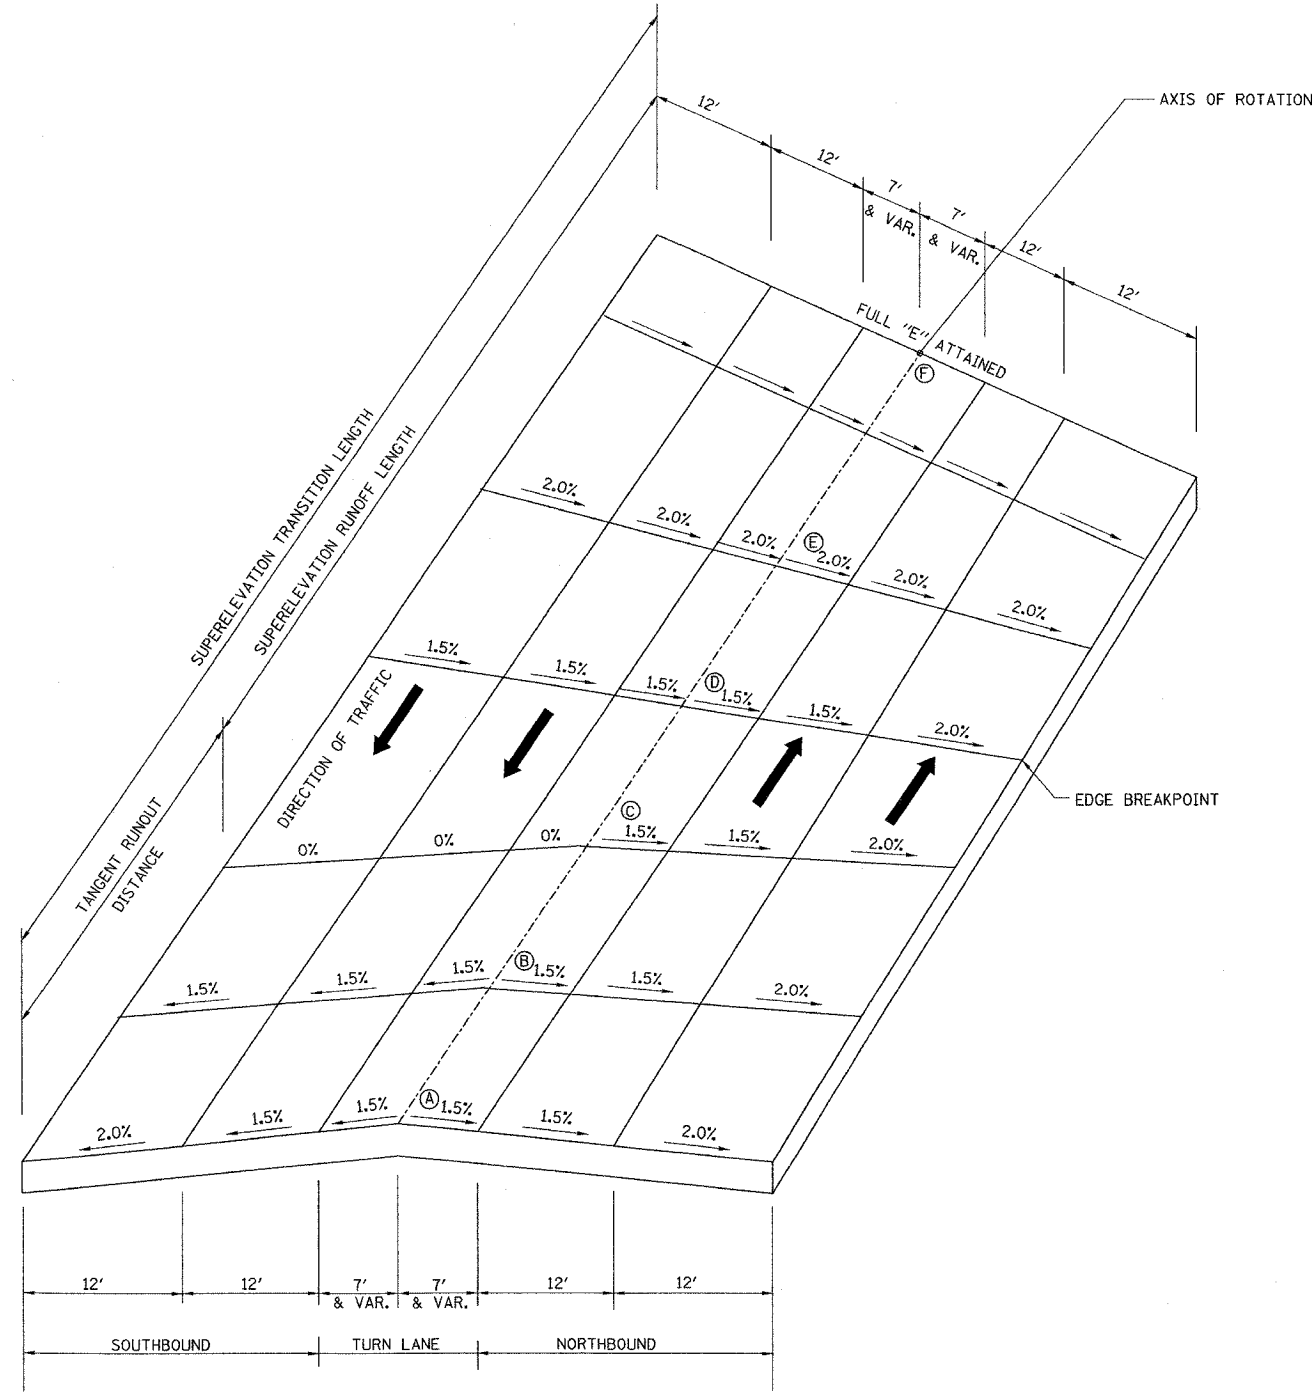 AXIS OF ROTATION
12'
12'
7'
& VAR.
7'
& VAR.
12'
12'
FULL "E" ATTAINED
F
SUPERELEVATION TRANSITION LENGTH
SUPERELEVATION RUNOFF LENGTH
2.0%
2.0%
2.0%
E
2.0%
2.0%
2.0%
1.5%
1.5%
1.5%
D
1.5%
1.5%
2.0%
DIRECTION OF TRAFFIC
EDGE BREAKPOINT
TANGENT RUNOUT
DISTANCE
0%
0%
0%
C
1.5%
1.5%
2.0%
1.5%
1.5%
1.5%
B
1.5%
1.5%
2.0%
2.0%
1.5%
1.5%
A
1.5%
1.5%
2.0%
12'
12'
7'
& VAR.
7'
& VAR.
12'
12'
SOUTHBOUND
TURN LANE
NORTHBOUND